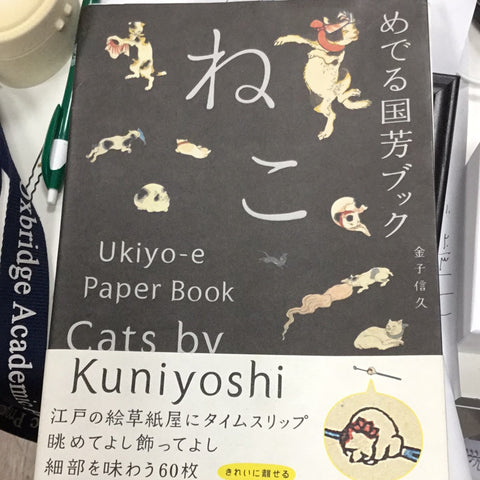 めでる国芳ブック
ねこ
金子信久
Ukiyo-e
Paper Book
Cats by
Kuniyoshi
江戸の絵草紙屋にタイムスリップ
眺めてよし飾ってよし
細部を味わう60枚
きれいに離せる
xbridge Academ